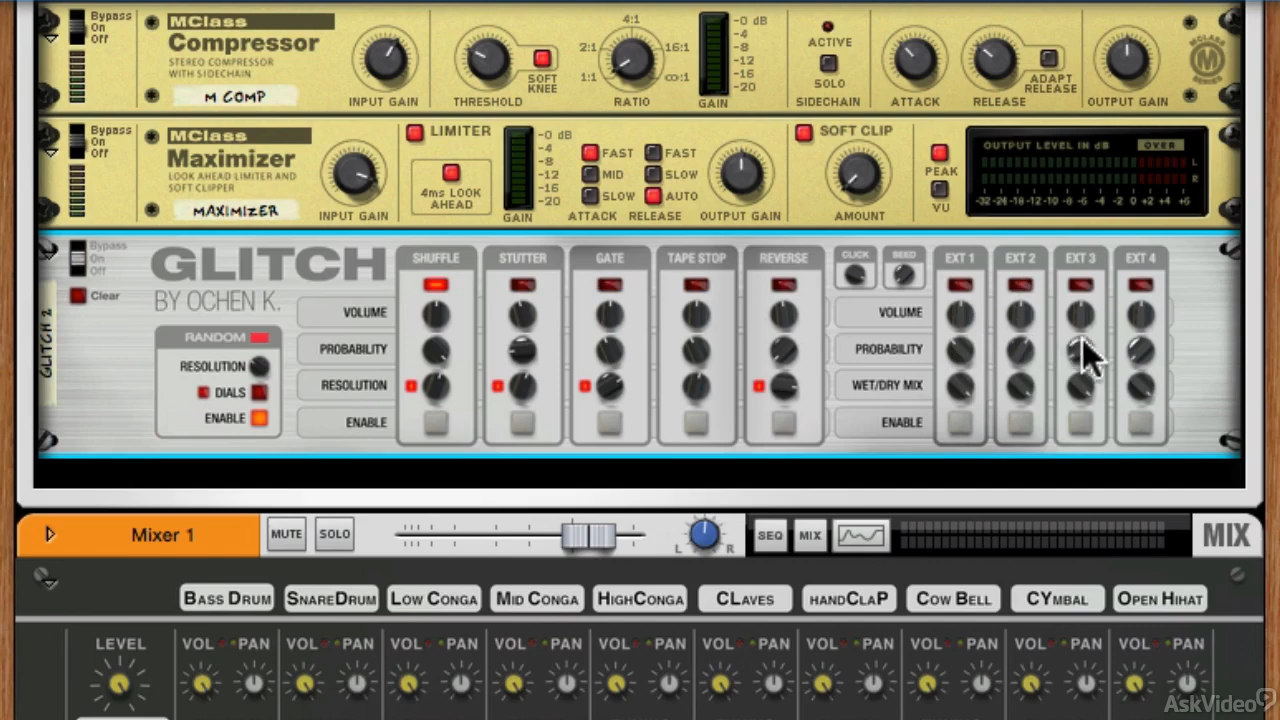 Bypass
On
Off
MClass
Compressor
STEREO COMPRESSOR
WITH SIDECHAIN
M COMP
INPUT GAIN
THRESHOLD
SOFT
KNEE
4:1
2:1
16:1
1:1
∞:1
RATIO
-0 dB
-4
-8
-12
-16
-20
GAIN
ACTIVE
SOLO
SIDECHAIN
ATTACK
RELEASE
ADAPT
RELEASE
OUTPUT GAIN
MCLASS
M
SERIES
Bypass
On
Off
MClass
Maximizer
LOOK AHEAD LIMITER AND
SOFT CLIPPER
MAXIMIZER
INPUT GAIN
LIMITER
4ms LOOK
AHEAD
-0 dB
-4
-8
-12
-16
-20
GAIN
FAST
MID
SLOW
ATTACK
FAST
SLOW
AUTO
RELEASE
OUTPUT GAIN
SOFT CLIP
AMOUNT
PEAK
VU
OUTPUT LEVEL IN dB
OVER
L
R
-32 -24 -18 -12 -10 -8 -6 -4 -2 0 +2 +4 +6
Bypass
On
Off
Clear
GLITCH 2
GLITCH
BY OCHEN K.
RANDOM
RESOLUTION
DIALS
ENABLE
SHUFFLE STUTTER GATE TAPE STOP REVERSE
VOLUME
PROBABILITY
RESOLUTION
ENABLE
CLICK SEED
EXT 1 EXT 2 EXT 3 EXT 4
VOLUME
PROBABILITY
WET/DRY MIX
ENABLE
Mixer 1
MUTE SOLO
L R
SEQ MIX
MIX
BASS DRUM SNAREDRUM LOW CONGA MID CONGA HIGHCONGA CLAVES HANDCLAP COW BELL CYMBAL OPEN HIHAT
LEVEL VOL PAN VOL PAN VOL PAN VOL PAN VOL PAN VOL PAN VOL PAN VOL PAN VOL PAN VOL PAN
AskVideo